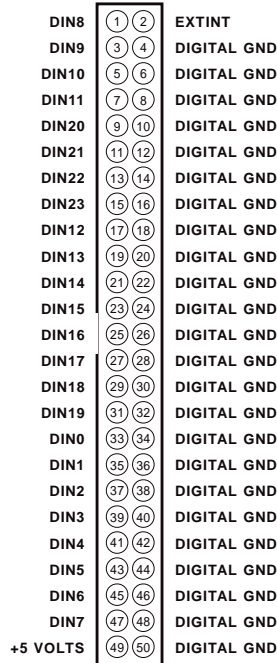 DIN8 1 2 EXTINT
DIN9 3 4 DIGITAL GND
DIN10 5 6 DIGITAL GND
DIN11 7 8 DIGITAL GND
DIN20 9 10 DIGITAL GND
DIN21 11 12 DIGITAL GND
DIN22 13 14 DIGITAL GND
DIN23 15 16 DIGITAL GND
DIN12 17 18 DIGITAL GND
DIN13 19 20 DIGITAL GND
DIN14 21 22 DIGITAL GND
DIN15 23 24 DIGITAL GND
DIN16 25 26 DIGITAL GND
DIN17 27 28 DIGITAL GND
DIN18 29 30 DIGITAL GND
DIN19 31 32 DIGITAL GND
DIN0 33 34 DIGITAL GND
DIN1 35 36 DIGITAL GND
DIN2 37 38 DIGITAL GND
DIN3 39 40 DIGITAL GND
DIN4 41 42 DIGITAL GND
DIN5 43 44 DIGITAL GND
DIN6 45 46 DIGITAL GND
DIN7 47 48 DIGITAL GND
+5 VOLTS 49 50 DIGITAL GND